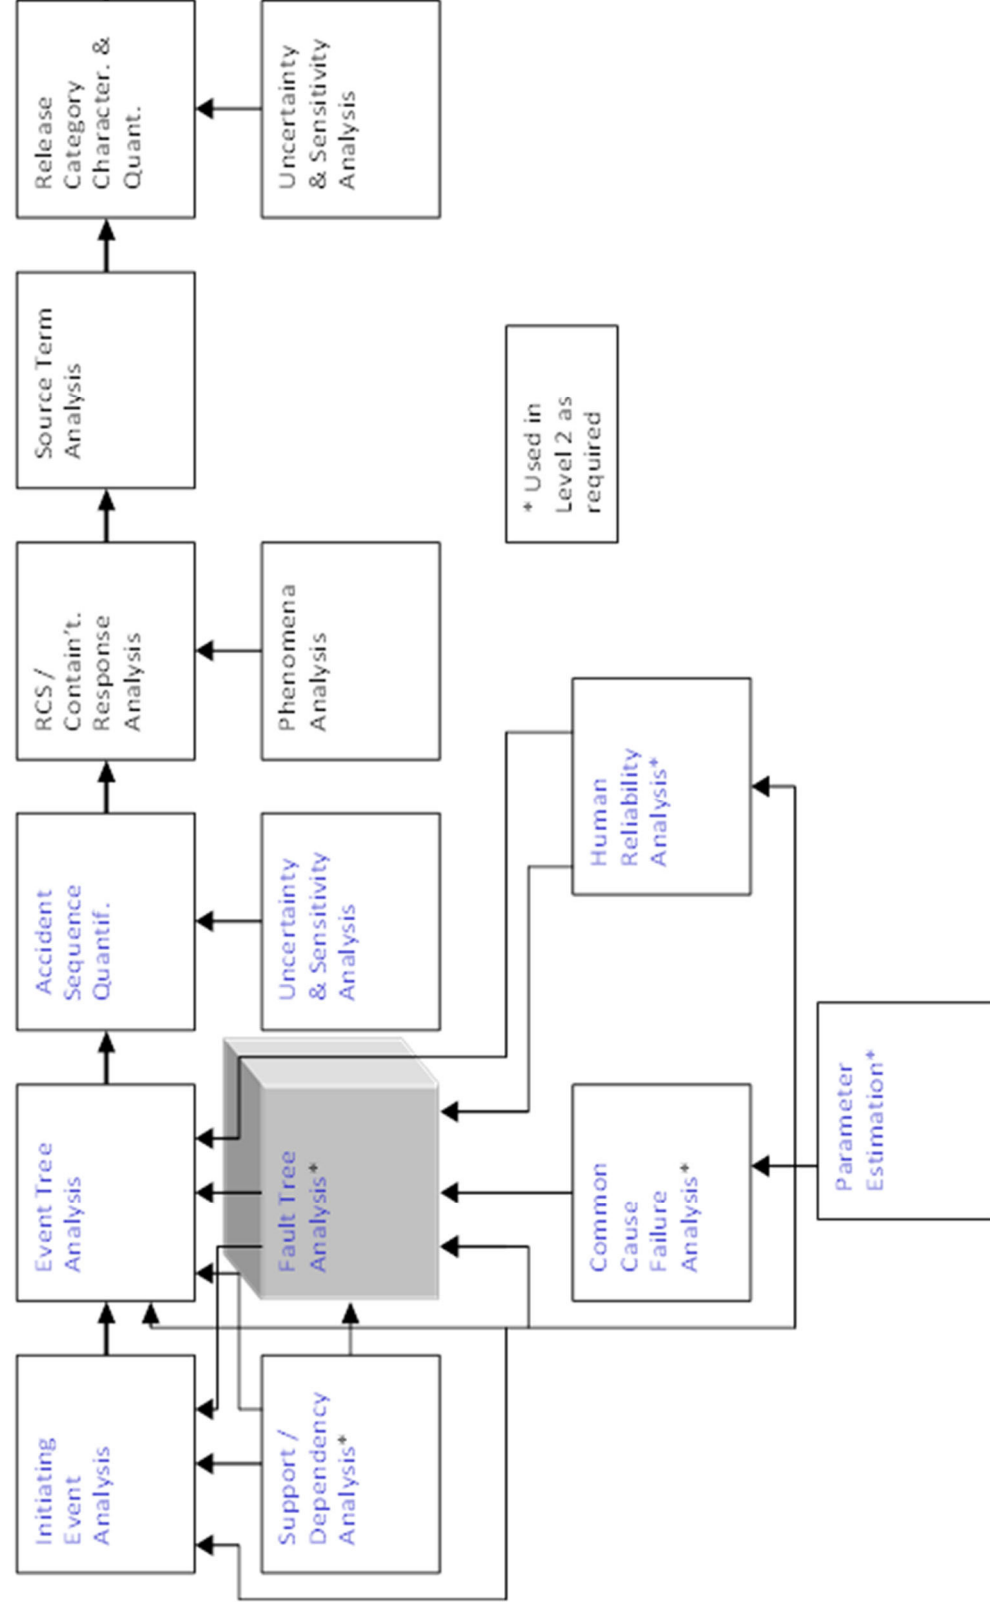 Initiating
Event
Analysis
Event Tree
Analysis
Accident
Sequence
Quantif.
RCS /
Contain't.
Response
Analysis
Source Term
Analysis
Release
Category
Character. &
Quant.
Support /
Dependency
Analysis*
Fault Tree
Analysis*
Uncertainty
& Sensitivity
Analysis
Phenomena
Analysis
Uncertainty
& Sensitivity
Analysis
Common
Cause
Failure
Analysis*
Human
Reliability
Analysis*
* Used in
Level 2 as
required
Parameter
Estimation*